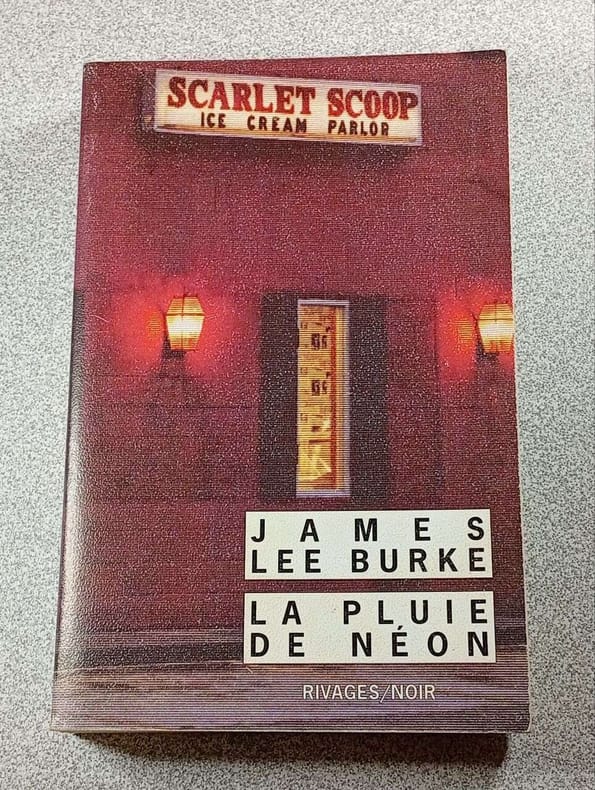 SCARLET SCOOP
ICE CREAM PARLOR
JAMES
LEE BURKE
LA PLUIE
DE NÉON
RIVAGES/NOIR